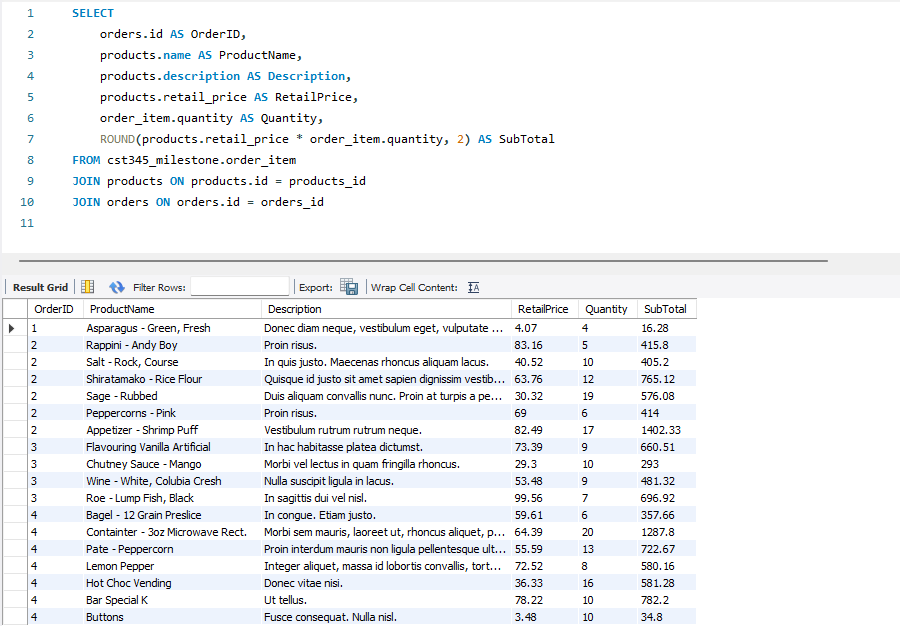 1 SELECT
2 orders.id AS OrderID,
3 products.name AS ProductName,
4 products.description AS Description,
5 products.retail_price AS RetailPrice,
6 order_item.quantity AS Quantity,
7 ROUND(products.retail_price * order_item.quantity, 2) AS SubTotal
8 FROM cst345_milestone.order_item
9 JOIN products ON products.id = products_id
10 JOIN orders ON orders.id = orders_id
11
Result Grid Filter Rows: Export: Wrap Cell Content: IA
OrderID ProductName Description RetailPrice Quantity SubTotal
1 Asparagus - Green, Fresh Donec diam neque, vestibulum eget, vulputate ... 4.07 4 16.28
2 Rappini - Andy Boy Proin risus. 83.16 5 415.8
2 Salt - Rock, Course In quis justo. Maecenas rhoncus aliquam lacus. 40.52 10 405.2
2 Shiratamako - Rice Flour Quisque id justo sit amet sapien dignissim vestib... 63.76 12 765.12
2 Sage - Rubbed Duis aliquam convallis nunc. Proin at turpis a pe... 30.32 19 576.08
2 Peppercorns - Pink Proin risus. 69 6 414
2 Appetizer - Shrimp Puff Vestibulum rutrum rutrum neque. 82.49 17 1402.33
3 Flavouring Vanilla Artificial In hac habitasse platea dictumst. 73.39 9 660.51
3 Chutney Sauce - Mango Morbi vel lectus in quam fringilla rhoncus. 29.3 10 293
3 Wine - White, Colubia Cresh Nulla suscipit ligula in lacus. 53.48 9 481.32
3 Roe - Lump Fish, Black In sagittis dui vel nisl. 99.56 7 696.92
4 Bagel - 12 Grain Preslice In congue. Etiam justo. 59.61 6 357.66
4 Containter - 3oz Microwave Rect. Morbi sem mauris, laoreet ut, rhoncus aliquet, p... 64.39 20 1287.8
4 Pate - Peppercorn Proin interdum mauris non ligula pellentesque ult... 55.59 13 722.67
4 Lemon Pepper Integer aliquet, massa id lobortis convallis, tort... 72.52 8 580.16
4 Hot Choc Vending Donec vitae nisi. 36.33 16 581.28
4 Bar Special K Ut tellus. 78.22 10 782.2
4 Buttons Fusce consequat. Nulla nisl. 3.48 10 34.8